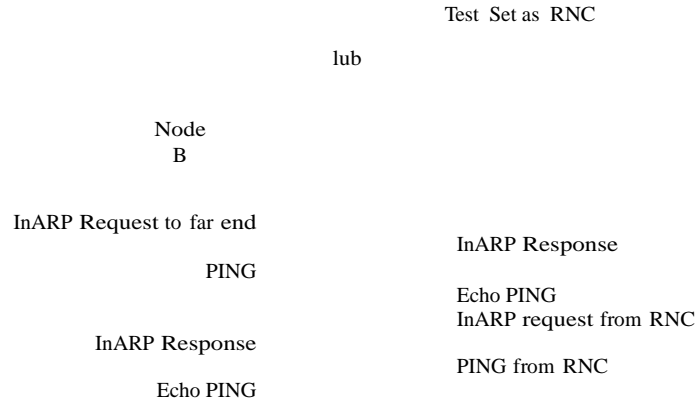 Test Set as RNC
lub
Node
B
InARP Request to far end
InARP Response
PING
Echo PING
InARP request from RNC
InARP Response
PING from RNC
Echo PING